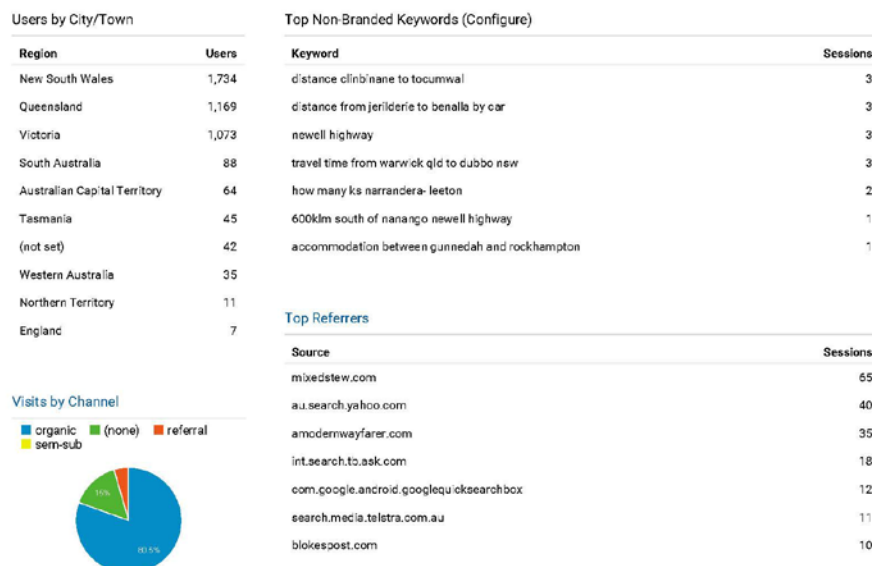 Users by City/Town
Region Users
New South Wales 1,734
Queensland 1,169
Victoria 1,073
South Australia 88
Australian Capital Territory 64
Tasmania 45
(not set) 42
Western Australia 35
Northern Territory 11
England 7
Visits by Channel
organic (none) referral
sem-sub
15%
80.5%
Top Non-Branded Keywords (Configure)
Keyword Sessions
distance clinbinane to tocumwal 3
distance from jerilderie to benalla by car 3
newell highway 3
travel time from warwick qld to dubbo nsw 3
how many ks narrandera- leeton 2
600klm south of nanango newell highway 1
accommodation between gunnedah and rockhampton 1
Top Referrers
Source Sessions
mixedstew.com 65
au.search.yahoo.com 40
amodernwayfarer.com 35
int.search.tb.ask.com 18
com.google.android.googlequicksearchbox 12
search.media.telstra.com.au 11
blokespost.com 10